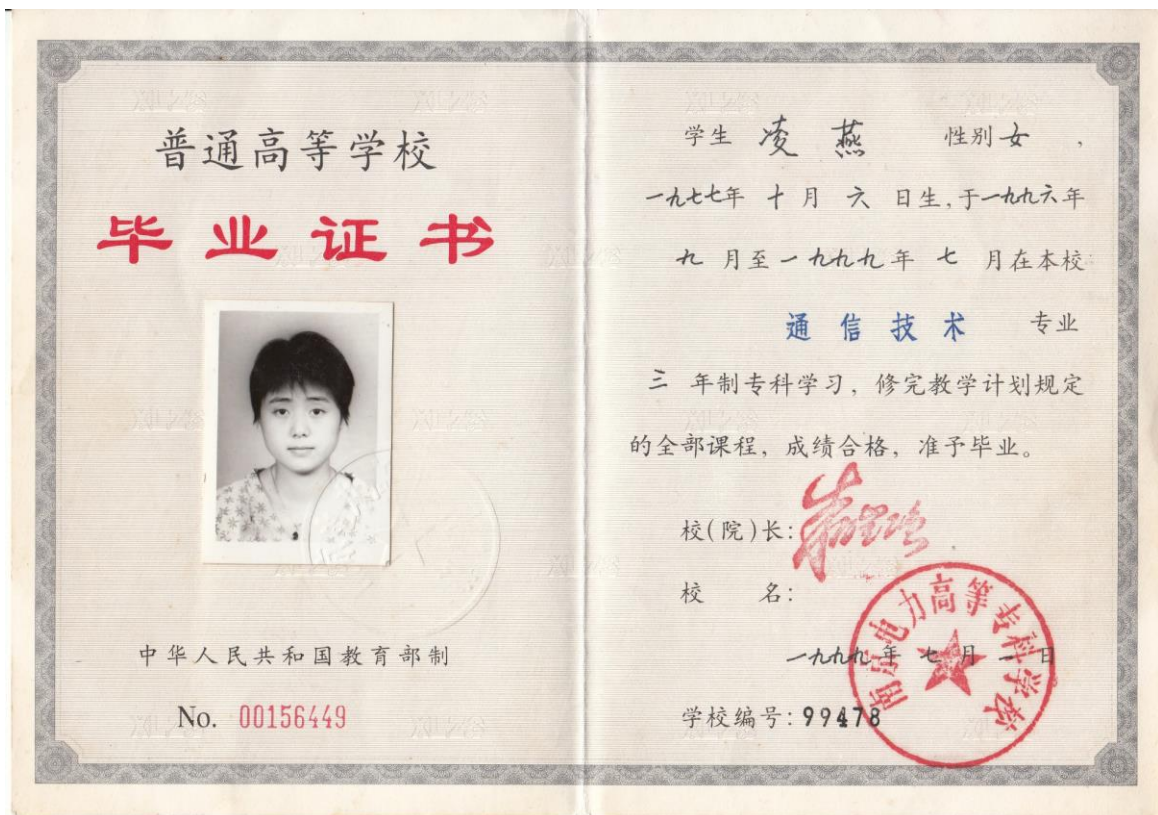 普通高等学校
毕业证书
中华人民共和国教育部制
No. 00156449
学生 凌燕 性别女，
一九七七年 十月 六 日生,于一九九六年
九 月至一九九九年 七 月在本校
通信技术 专业
三 年制专科学习，修完教学计划规定
的全部课程，成绩合格，准予毕业。
校(院)长:
校 名:
南京电力高等专科学校
一九九九年 七月 二 日
学校编号:99478